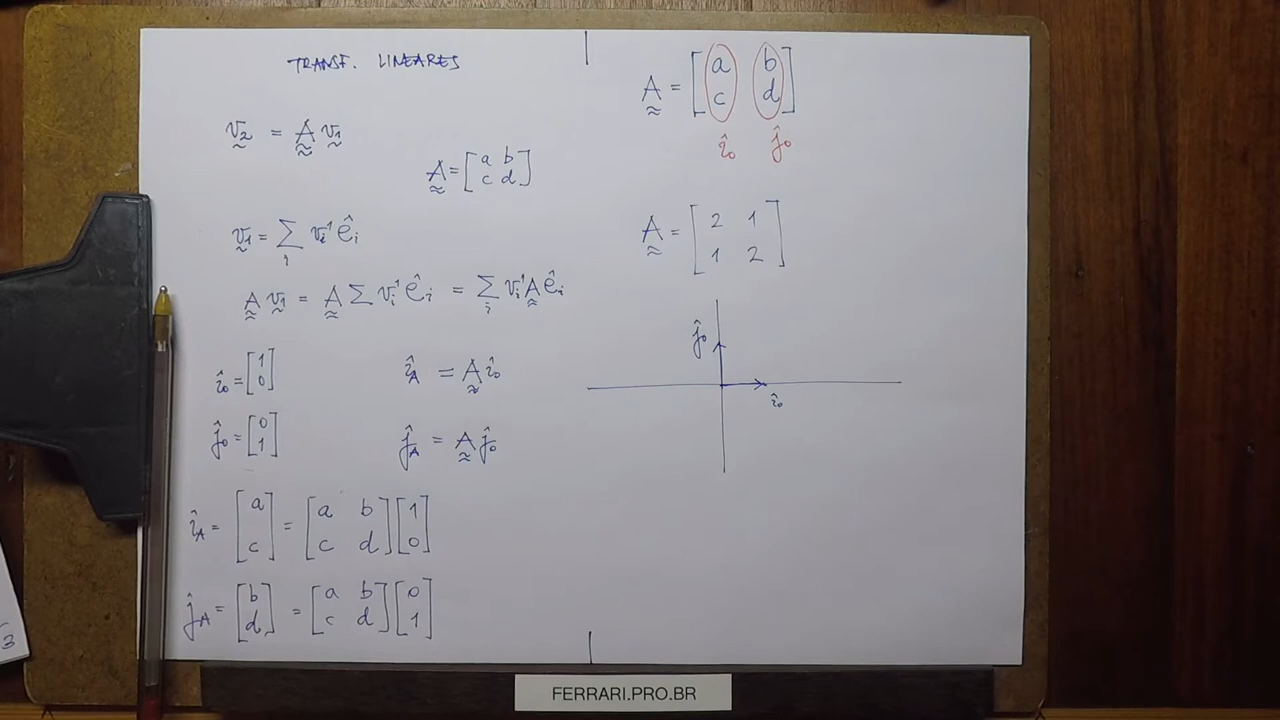 TRANSF. LINEARES
v₂ = A v₁
A = [a b; c d]
v₁ = ∑ᵢ vᵢ¹ êᵢ
A v₁ = A ∑ vᵢ¹ êᵢ = ∑ᵢ vᵢ¹ A êᵢ
î₀ = [1; 0]
î_A = A î₀
ĵ₀ = [0; 1]
ĵ_A = A ĵ₀
î_A = [a; c] = [a b; c d] [1; 0]
ĵ_A = [b; d] = [a b; c d] [0; 1]
A = [a b; c d]
î₀ ĵ₀
A = [2 1; 1 2]
ĵ₀
î₀
3
FERRARI.PRO.BR